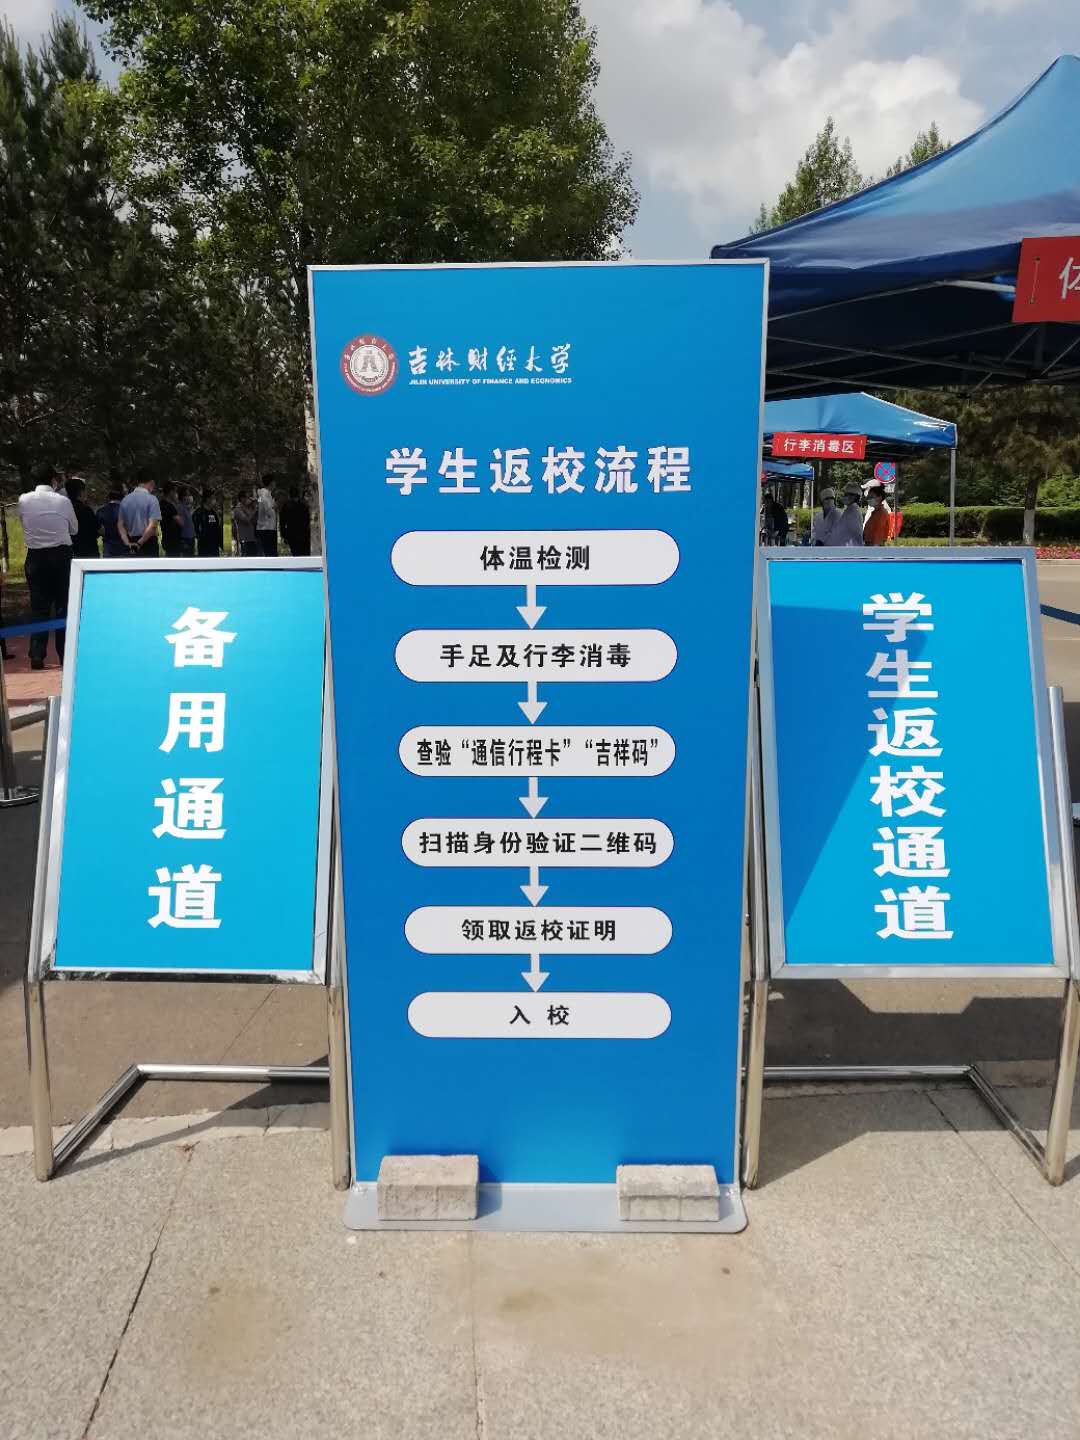 吉林财经大学
JILIN UNIVERSITY OF FINANCE AND ECONOMICS
学生返校流程
体温检测
手足及行李消毒
查验“通信行程卡”“吉祥码”
扫描身份验证二维码
领取返校证明
入 校
备用通道
学生返校通道
行李消毒区
体